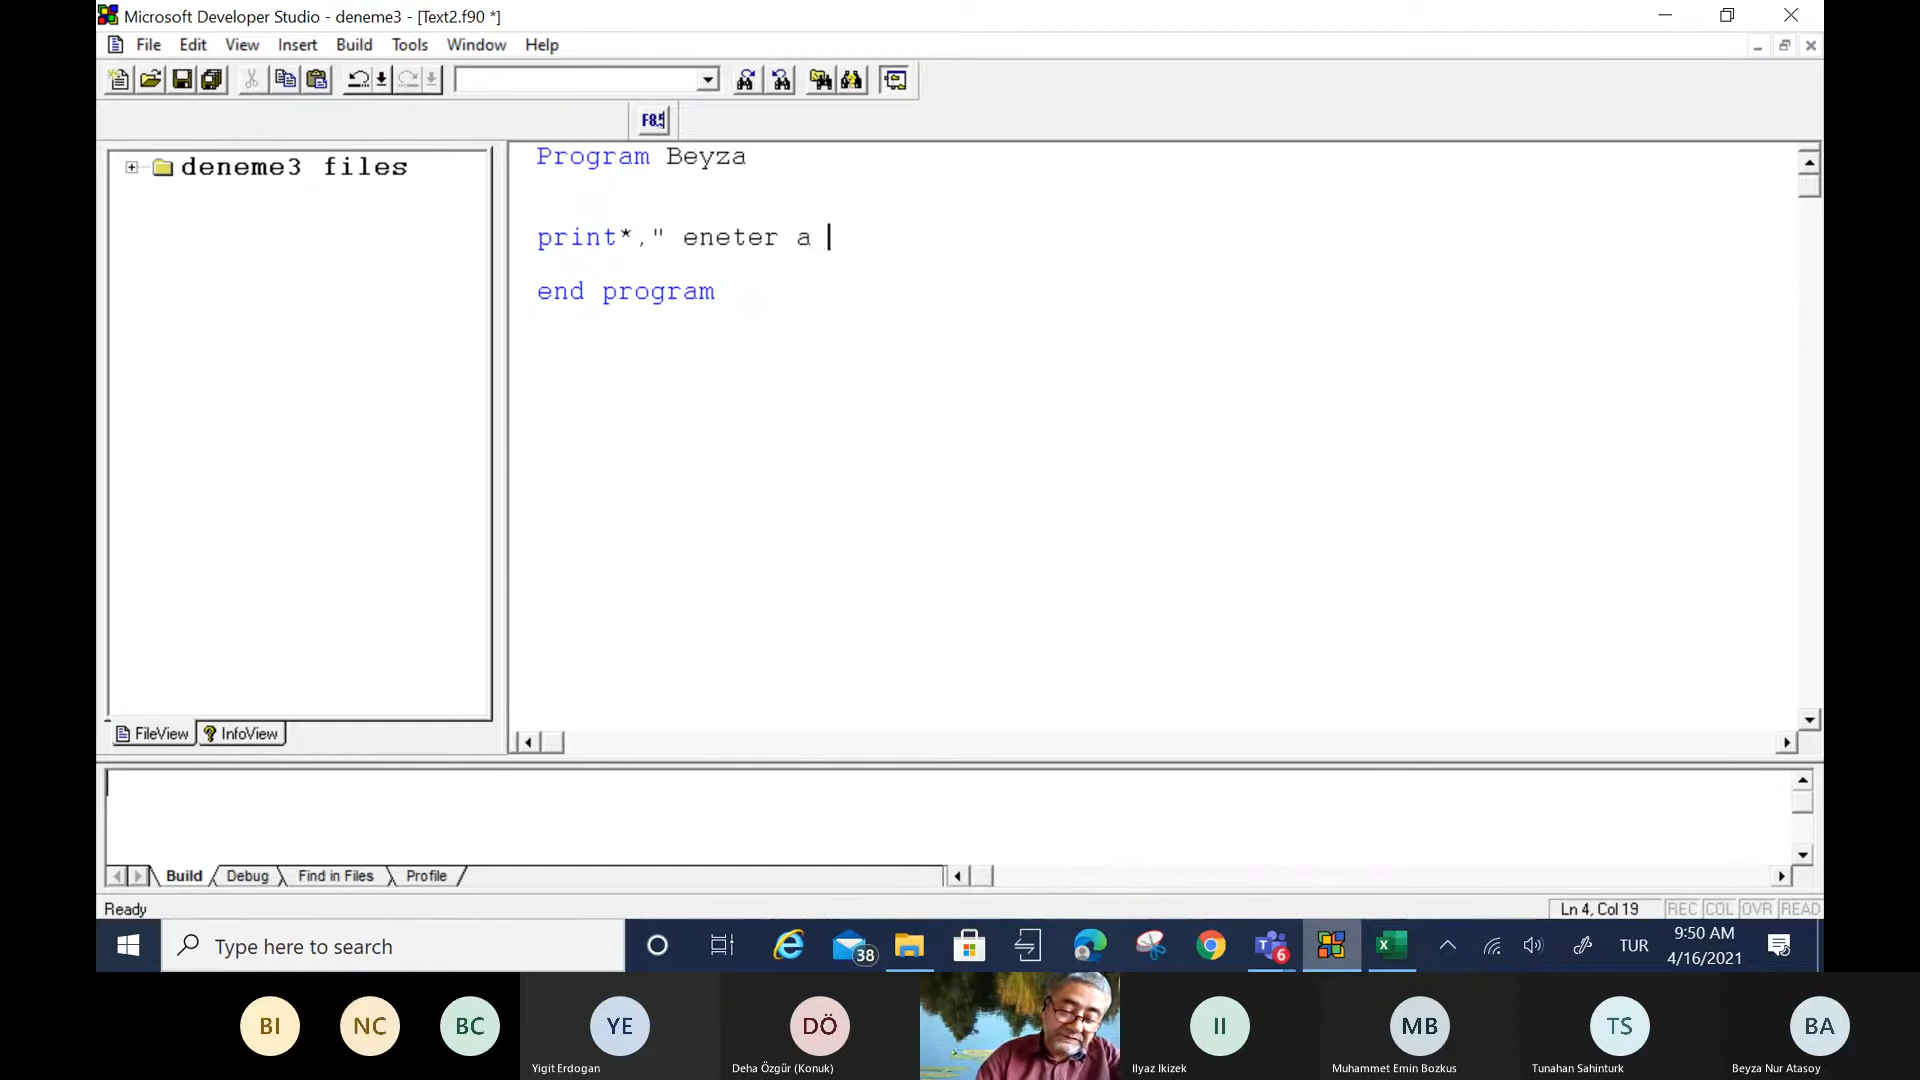 Microsoft Developer Studio - deneme3 - [Text2.f90 *]
File Edit View Insert Build Tools Window Help
F8.5
deneme3 files
Program Beyza
print*," eneter a
end program
FileView InfoView
Build Debug Find in Files Profile
Ready
Ln 4, Col 19 REC COL OVR READ
Type here to search
38
6
TUR
9:50 AM
4/16/2021
BI NC BC YE DÖ II MB TS BA
Yigit Erdogan Deha Özgür (Konuk) Ilyaz Ikizek Muhammet Emin Bozkus Tunahan Sahinturk Beyza Nur Atasoy